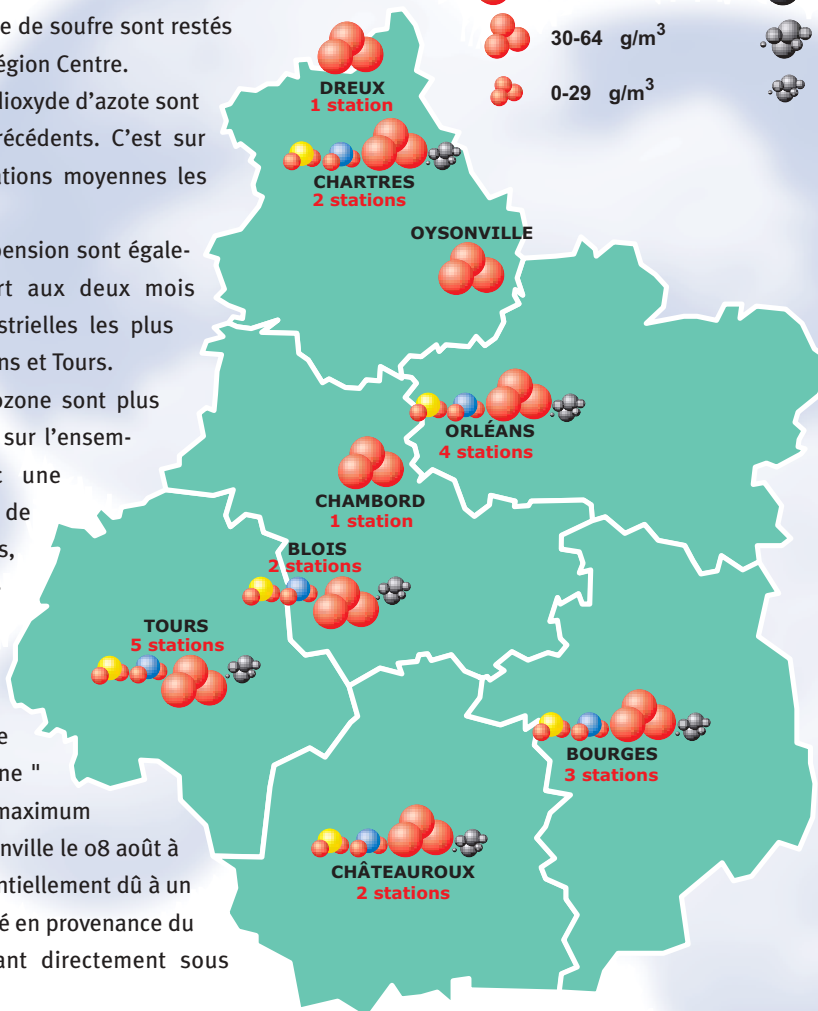 e de soufre sont restés
égion Centre.
dioxyde d'azote sont
récédents. C'est sur
ations moyennes les
pension sont égale-
rt aux deux mois
strielles les plus
ns et Tours.
ozone sont plus
sur l'ensem-
t une
de
s,
e
ne "
maximum
nville le 08 août à
ntiellement dû à un
é en provenance du
ant directement sous
30-64 g/m³
0-29 g/m³
DREUX
1 station
CHARTRES
2 stations
OYSONVILLE
ORLÉANS
4 stations
CHAMBORD
1 station
BLOIS
2 stations
TOURS
5 stations
BOURGES
3 stations
CHÂTEAUROUX
2 stations